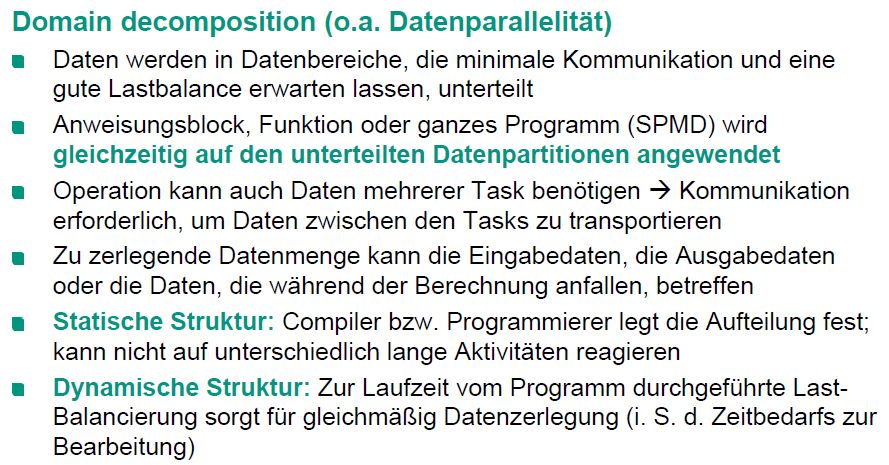 Domain decomposition (o.a. Datenparallelität)
Daten werden in Datenbereiche, die minimale Kommunikation und eine
gute Lastbalance erwarten lassen, unterteilt
Anweisungsblock, Funktion oder ganzes Programm (SPMD) wird
gleichzeitig auf den unterteilten Datenpartitionen angewendet
Operation kann auch Daten mehrerer Task benötigen → Kommunikation
erforderlich, um Daten zwischen den Tasks zu transportieren
Zu zerlegende Datenmenge kann die Eingabedaten, die Ausgabedaten
oder die Daten, die während der Berechnung anfallen, betreffen
Statische Struktur: Compiler bzw. Programmierer legt die Aufteilung fest;
kann nicht auf unterschiedlich lange Aktivitäten reagieren
Dynamische Struktur: Zur Laufzeit vom Programm durchgeführte Last-
Balancierung sorgt für gleichmäßig Datenzerlegung (i. S. d. Zeitbedarfs zur
Bearbeitung)